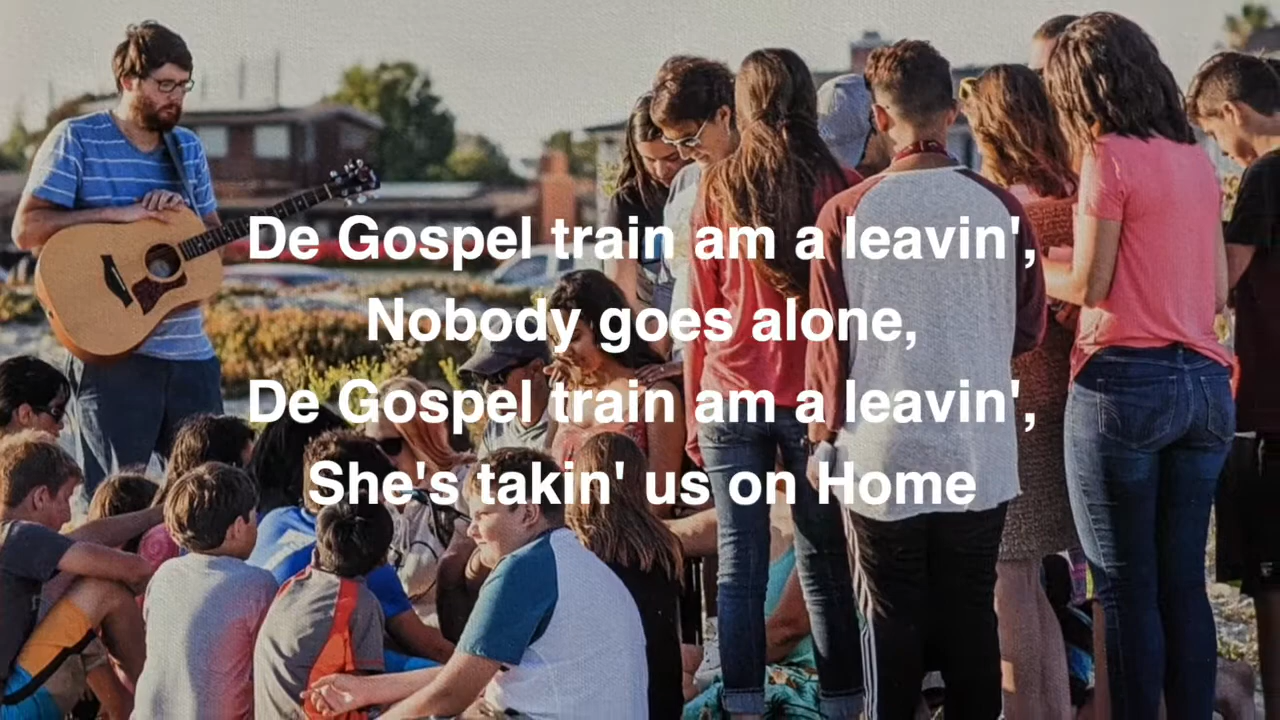 De Gospel train am a leavin',
Nobody goes alone,
De Gospel train am a leavin',
She's takin' us on Home